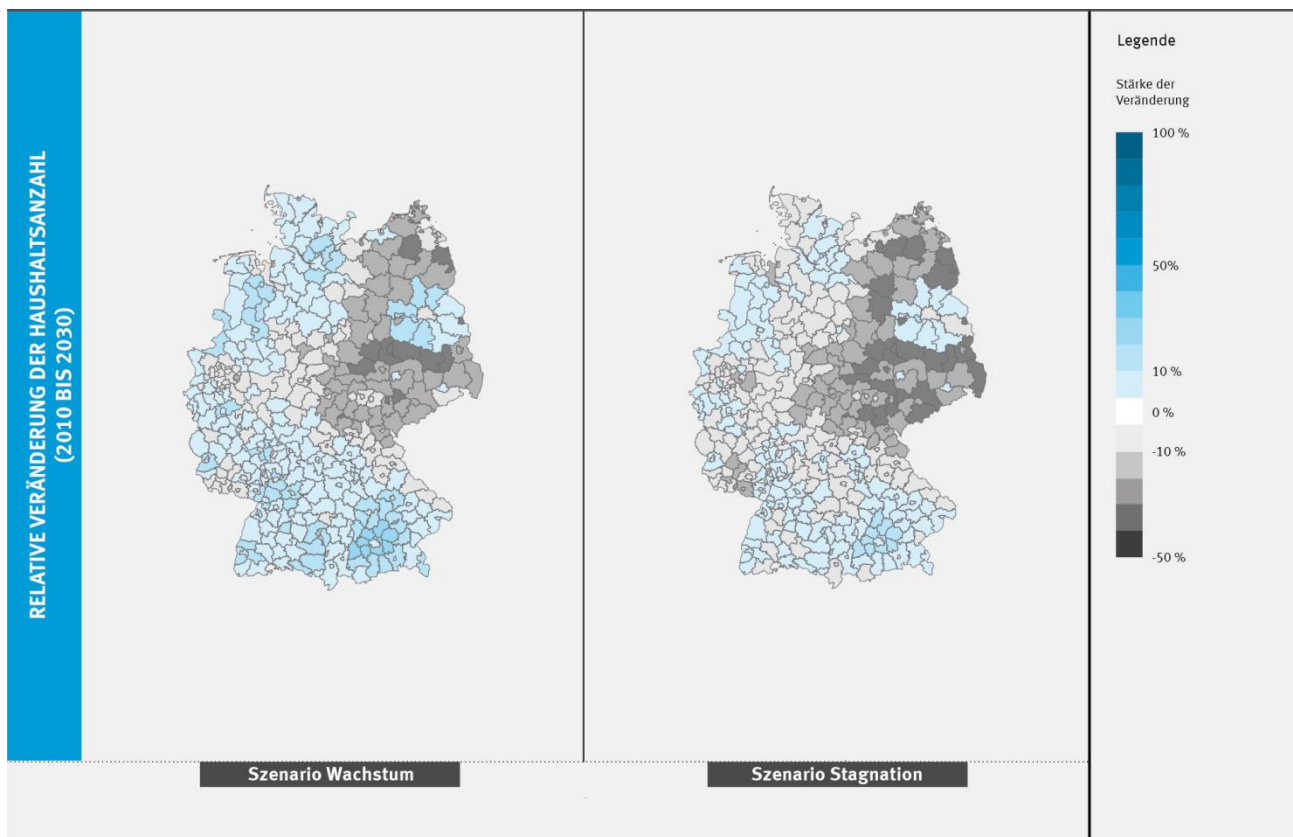 RELATIVE VERÄNDERUNG DER HAUSHALTSANZAHL
(2010 BIS 2030)
Szenario Wachstum
Szenario Stagnation
Legende
Stärke der
Veränderung
100 %
50%
10 %
0 %
-10 %
-50 %